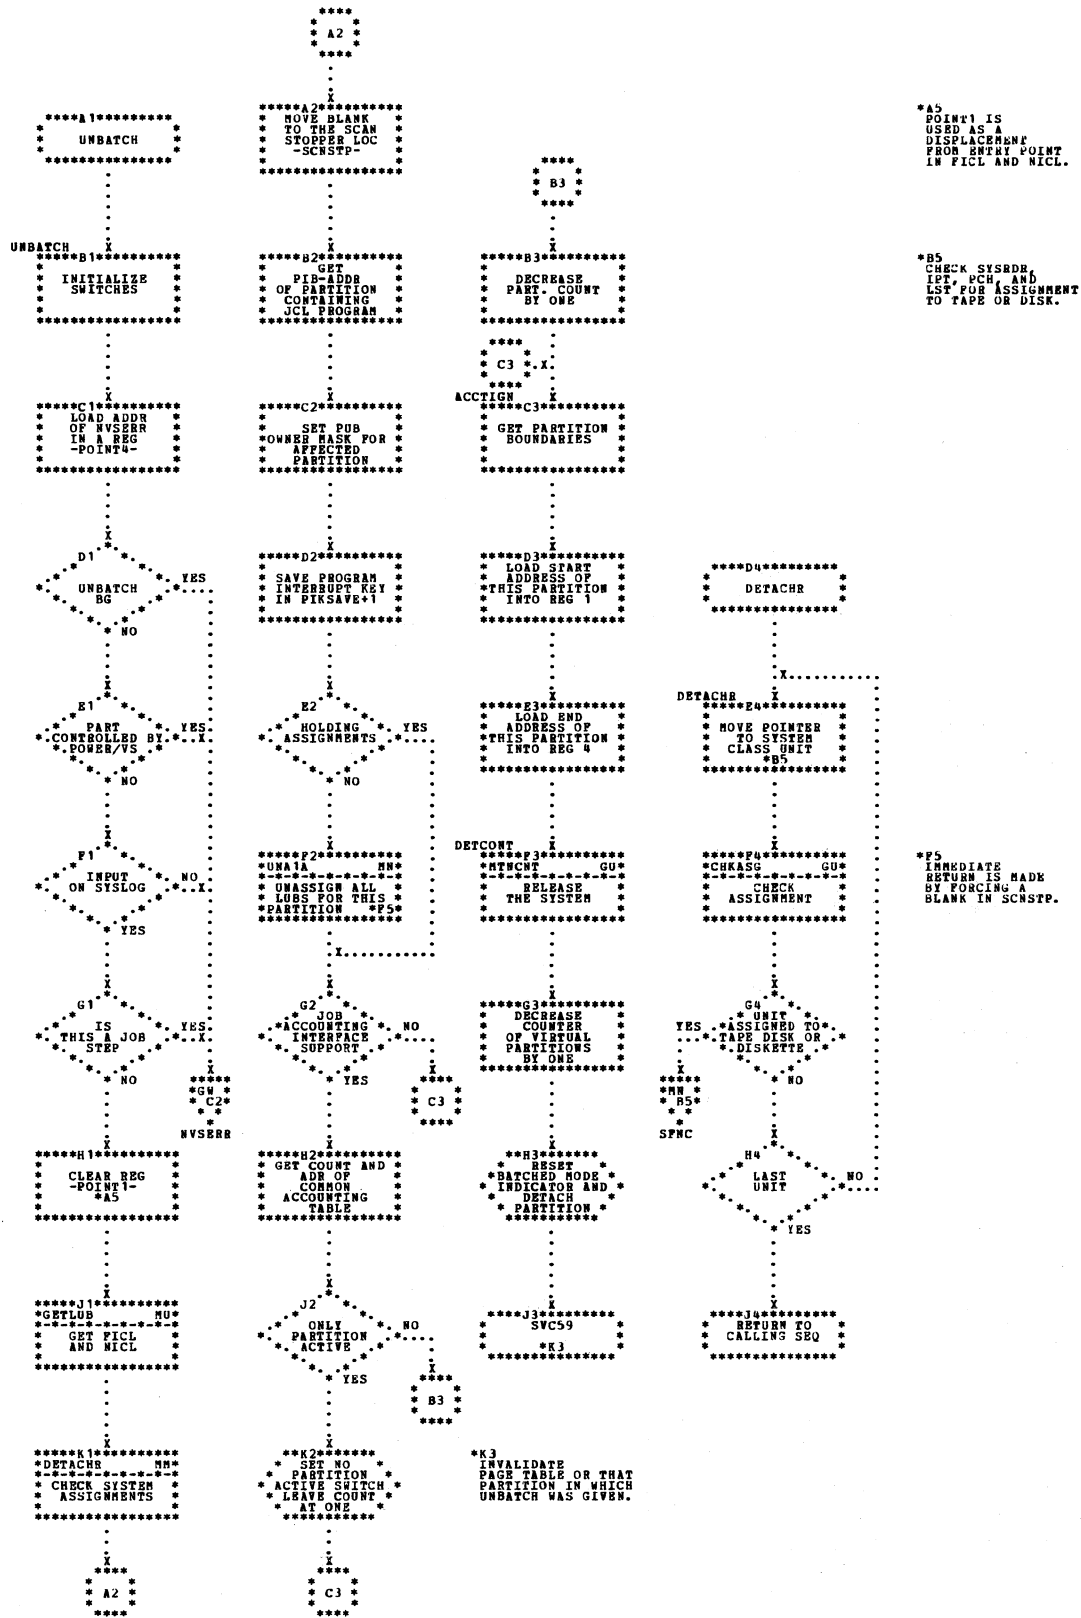 A1
UNBATCH
UNBATCH
B1
INITIALIZE
SWITCHES
C1
LOAD ADDR
OF NVSERR
IN A REG
-POINT4-
D1
UNBATCH
BG
YES
NO
E1
PART
CONTROLLED BY
POWER/VS
YES
NO
F1
INPUT
ON SYSLOG
NO
YES
G1
IS
THIS A JOB
STEP
YES
NO
GW
C2
NVSERR
H1
CLEAR REG
-POINT1-
*A5
J1
*GETLUB MU*
GET FICL
AND NICL
K1
*DETACHR MM*
CHECK SYSTEM
ASSIGNMENTS
A2
A2
A2
MOVE BLANK
TO THE SCAN
STOPPER LOC
-SCNSTP-
B2
GET
PIB-ADDR
OF PARTITION
CONTAINING
JCL PROGRAM
C2
SET PUB
OWNER MASK FOR
AFFECTED
PARTITION
D2
SAVE PROGRAM
INTERRUPT KEY
IN PIKSAVE+1
E2
HOLDING
ASSIGNMENTS
YES
NO
F2
*UNA1A MN*
UNASSIGN ALL
LUBS FOR THIS
PARTITION *F5*
G2
JOB
ACCOUNTING
INTERFACE
SUPPORT
NO
YES
C3
H2
GET COUNT AND
ADR OF
COMMON
ACCOUNTING
TABLE
J2
ONLY
PARTITION
ACTIVE
NO
YES
B3
K2
SET NO
PARTITION
ACTIVE SWITCH
LEAVE COUNT
AT ONE
C3
B3
B3
DECREASE
PART. COUNT
BY ONE
C3
ACCTIGN
C3
GET PARTITION
BOUNDARIES
D3
LOAD START
ADDRESS OF
THIS PARTITION
INTO REG 1
E3
LOAD END
ADDRESS OF
THIS PARTITION
INTO REG 4
DETCONT
F3
*MTNCNT GU*
RELEASE
THE SYSTEM
G3
DECREASE
COUNTER
OF VIRTUAL
PARTITIONS
BY ONE
H3
RESET
BATCHED MODE
INDICATOR AND
DETACH
PARTITION
J3
SVC59
*K3
*K3
INVALIDATE
PAGE TABLE OR THAT
PARTITION IN WHICH
UNBATCH WAS GIVEN.
D4
DETACHR
DETACHR
E4
MOVE POINTER
TO SYSTEM
CLASS UNIT
*B5
F4
*CHKASG GU*
CHECK
ASSIGNMENT
G4
UNIT
ASSIGNED TO
TAPE DISK OR
DISKETTE
YES
NO
MW
B5
SPNC
H4
LAST
UNIT
NO
YES
J4
RETURN TO
CALLING SEQ
*A5
POINT1 IS
USED AS A
DISPLACEMENT
FROM ENTRY POINT
IN FICL AND NICL.
*B5
CHECK SYSRDR,
IPT, PCH, AND
LST FOR ASSIGNMENT
TO TAPE OR DISK.
*F5
IMMEDIATE
RETURN IS MADE
BY FORCING A
BLANK IN SCNSTP.